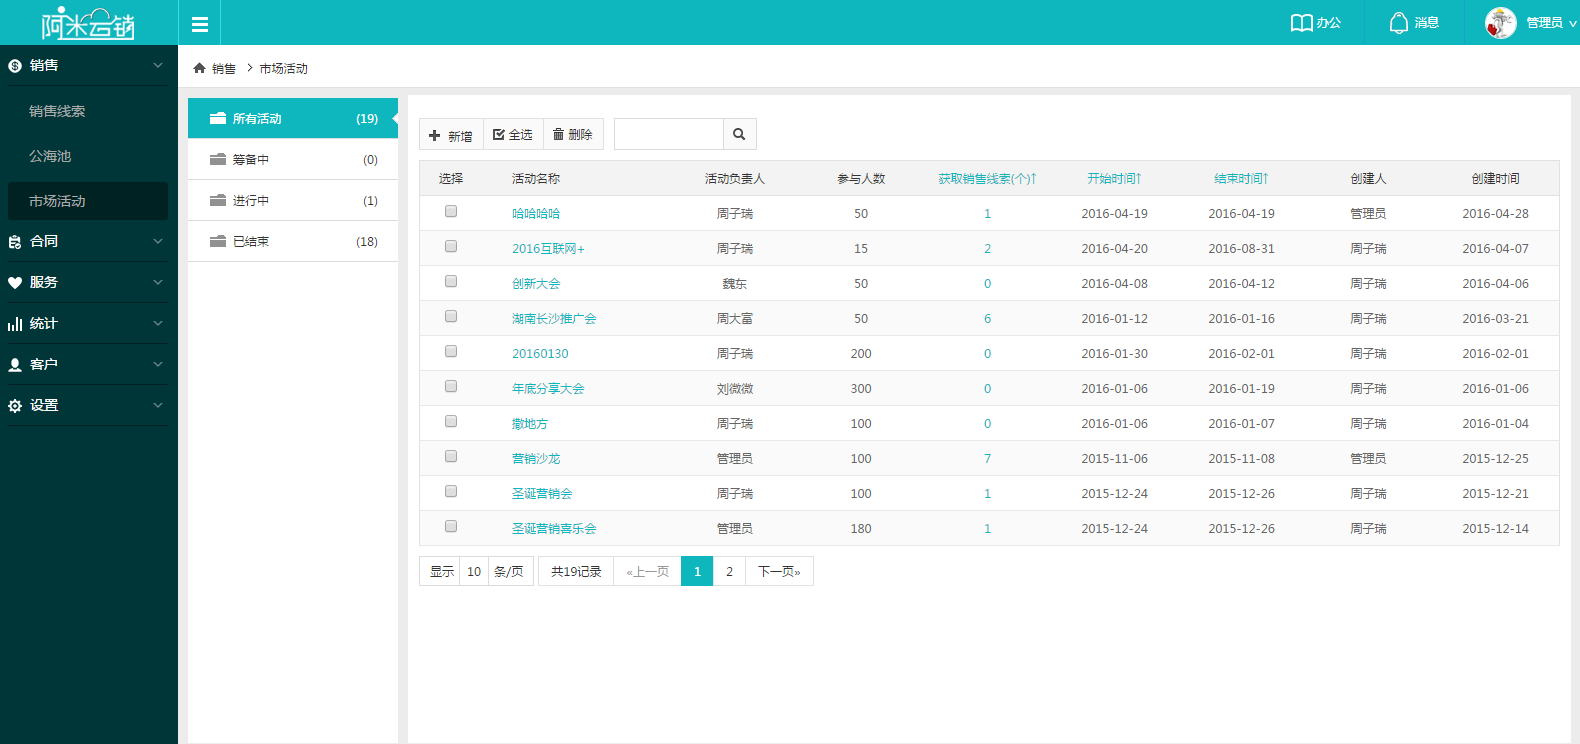 阿米云销
办公
消息
管理员
销售
销售线索
公海池
市场活动
合同
服务
统计
客户
设置
销售 > 市场活动
所有活动 (19)
筹备中 (0)
进行中 (1)
已结束 (18)
新增 全选 删除
选择 活动名称 活动负责人 参与人数 获取销售线索(个)↑ 开始时间↑ 结束时间↑ 创建人 创建时间
哈哈哈哈 周子瑞 50 1 2016-04-19 2016-04-19 管理员 2016-04-28
2016互联网+ 周子瑞 15 2 2016-04-20 2016-08-31 周子瑞 2016-04-07
创新大会 魏东 50 0 2016-04-08 2016-04-12 周子瑞 2016-04-06
湖南长沙推广会 周大富 50 6 2016-01-12 2016-01-16 周子瑞 2016-03-21
20160130 周子瑞 200 0 2016-01-30 2016-02-01 周子瑞 2016-02-01
年底分享大会 刘微微 300 0 2016-01-06 2016-01-19 周子瑞 2016-01-06
撒地方 周子瑞 100 0 2016-01-06 2016-01-07 周子瑞 2016-01-04
营销沙龙 管理员 100 7 2015-11-06 2015-11-08 管理员 2015-12-25
圣诞营销会 周子瑞 100 1 2015-12-24 2015-12-26 周子瑞 2015-12-21
圣诞营销喜乐会 管理员 180 1 2015-12-24 2015-12-26 周子瑞 2015-12-14
显示 10 条/页 共19记录 «上一页 1 2 下一页»